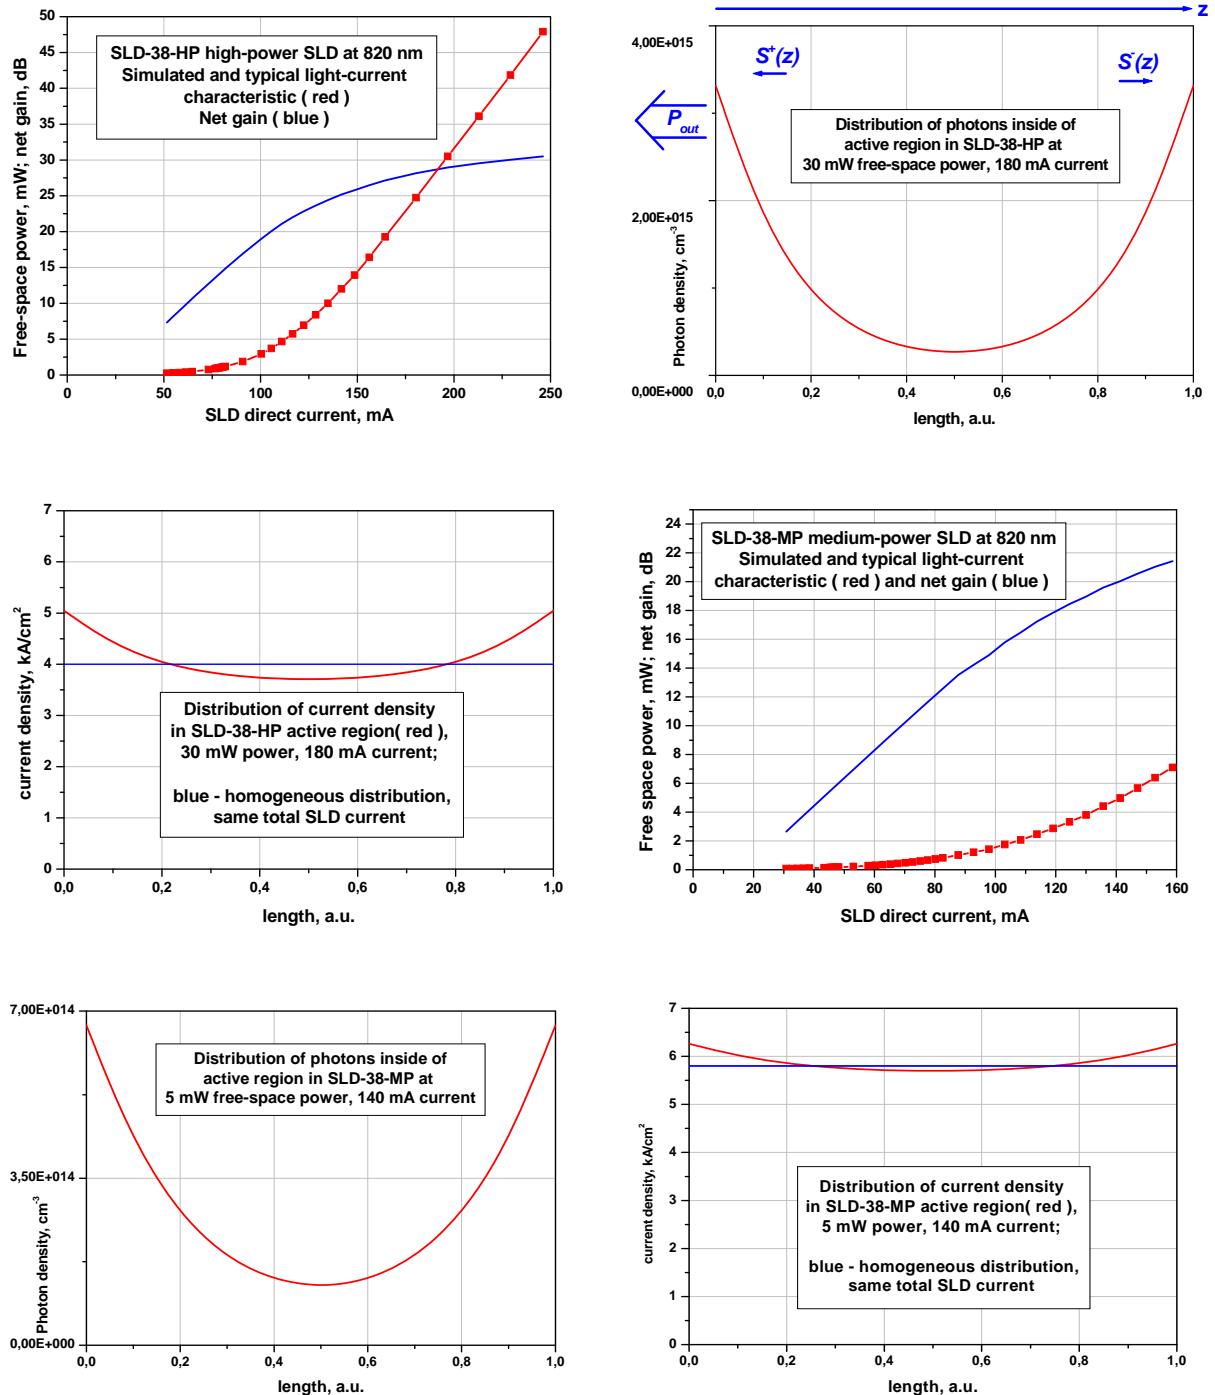 50
45
40
35
30
25
20
15
10
5
0
Free-space power, mW; net gain, dB
SLD-38-HP high-power SLD at 820 nm
Simulated and typical light-current
characteristic ( red )
Net gain ( blue )
0 50 100 150 200 250
SLD direct current, mA
z
4,00E+015
2,00E+015
0,00E+000
Photon density, cm-3
S+(z)
S-(z)
Pout
Distribution of photons inside of
active region in SLD-38-HP at
30 mW free-space power, 180 mA current
0,0 0,2 0,4 0,6 0,8 1,0
length, a.u.
7
6
5
4
3
2
1
0
current density, kA/cm2
Distribution of current density
in SLD-38-HP active region( red ),
30 mW power, 180 mA current;
blue - homogeneous distribution,
same total SLD current
0,0 0,2 0,4 0,6 0,8 1,0
length, a.u.
24
22
20
18
16
14
12
10
8
6
4
2
0
Free space power, mW; net gain, dB
SLD-38-MP medium-power SLD at 820 nm
Simulated and typical light-current
characteristic ( red ) and net gain ( blue )
0 20 40 60 80 100 120 140 160
SLD direct current, mA
7,00E+014
3,50E+014
0,00E+000
Photon density, cm-3
Distribution of photons inside of
active region in SLD-38-MP at
5 mW free-space power, 140 mA current
0,0 0,2 0,4 0,6 0,8 1,0
length, a.u.
7
6
5
4
3
2
1
0
current density, kA/cm2
Distribution of current density
in SLD-38-MP active region( red ),
5 mW power, 140 mA current;
blue - homogeneous distribution,
same total SLD current
0,0 0,2 0,4 0,6 0,8 1,0
length, a.u.